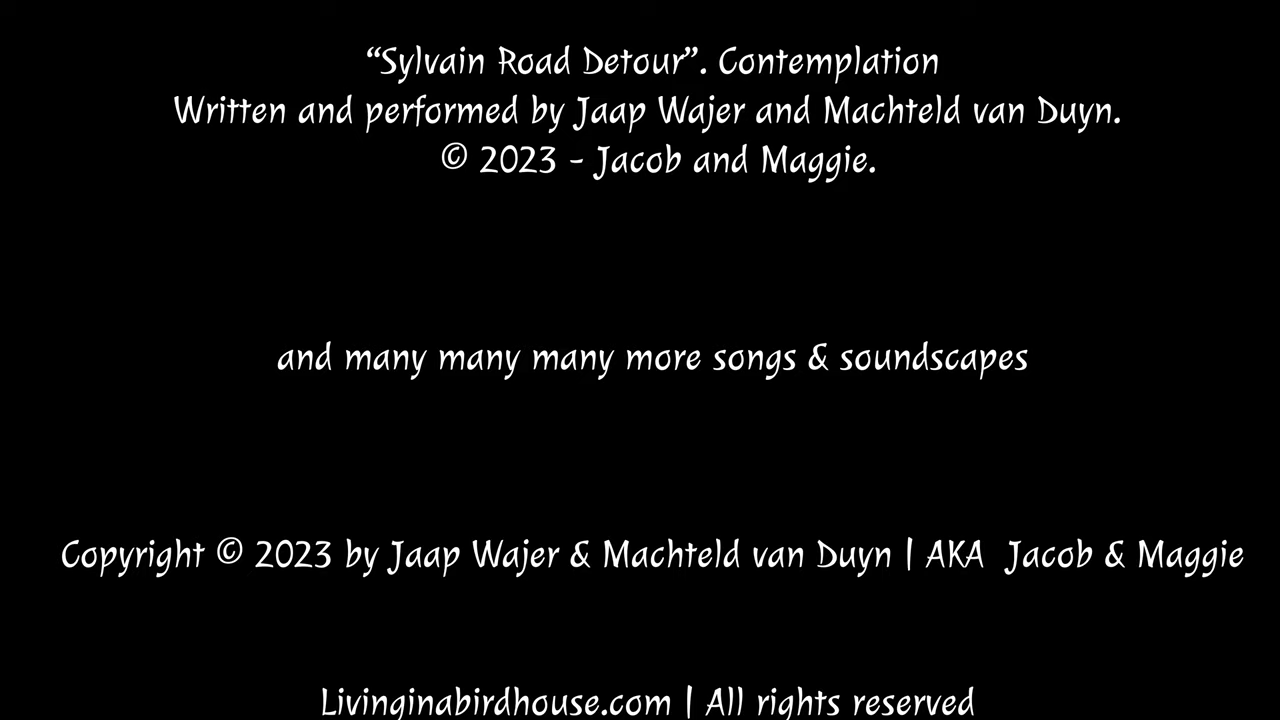 “Sylvain Road Detour”. Contemplation
Written and performed by Jaap Wajer and Machteld van Duyn.
© 2023 - Jacob and Maggie.
and many many many more songs & soundscapes
Copyright © 2023 by Jaap Wajer & Machteld van Duyn | AKA  Jacob & Maggie
Livinginabirdhouse.com | All rights reserved